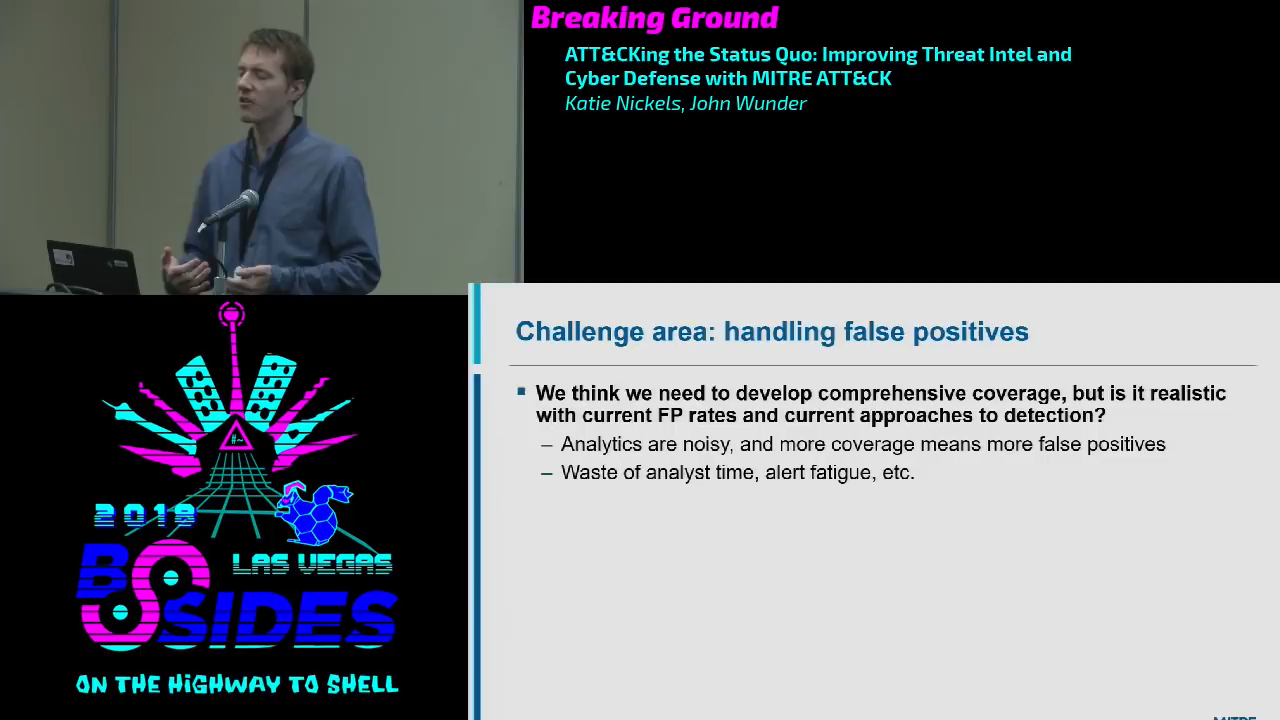 Breaking Ground
ATT&CKing the Status Quo: Improving Threat Intel and
Cyber Defense with MITRE ATT&CK
Katie Nickels, John Wunder
Challenge area: handling false positives
We think we need to develop comprehensive coverage, but is it realistic
with current FP rates and current approaches to detection?
– Analytics are noisy, and more coverage means more false positives
– Waste of analyst time, alert fatigue, etc.
MITRE
#~
2018
LAS VEGAS
BSIDES
ON THE HIGHWAY TO SHELL